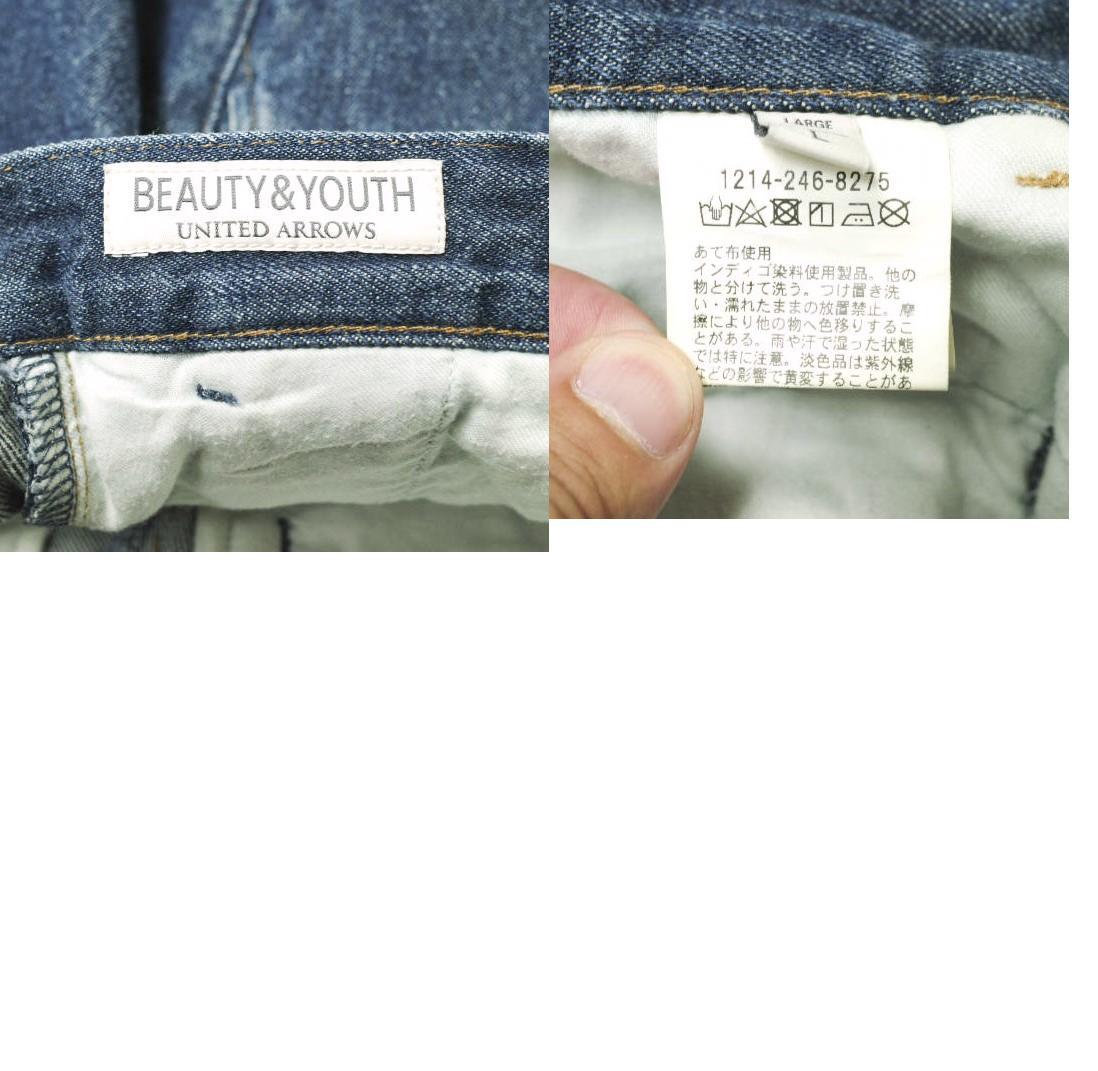 BEAUTY&YOUTH
UNITED ARROWS
LARGE
L
1214-246-8275
あて布使用
インディゴ染料使用製品。他の
物と分けて洗う。つけ置き洗
い・濡れたままの放置禁止。摩
擦により他の物へ色移りするこ
とがある。雨や汗で湿った状態
では特に注意。淡色品は紫外線
などの影響で黄変することがあ